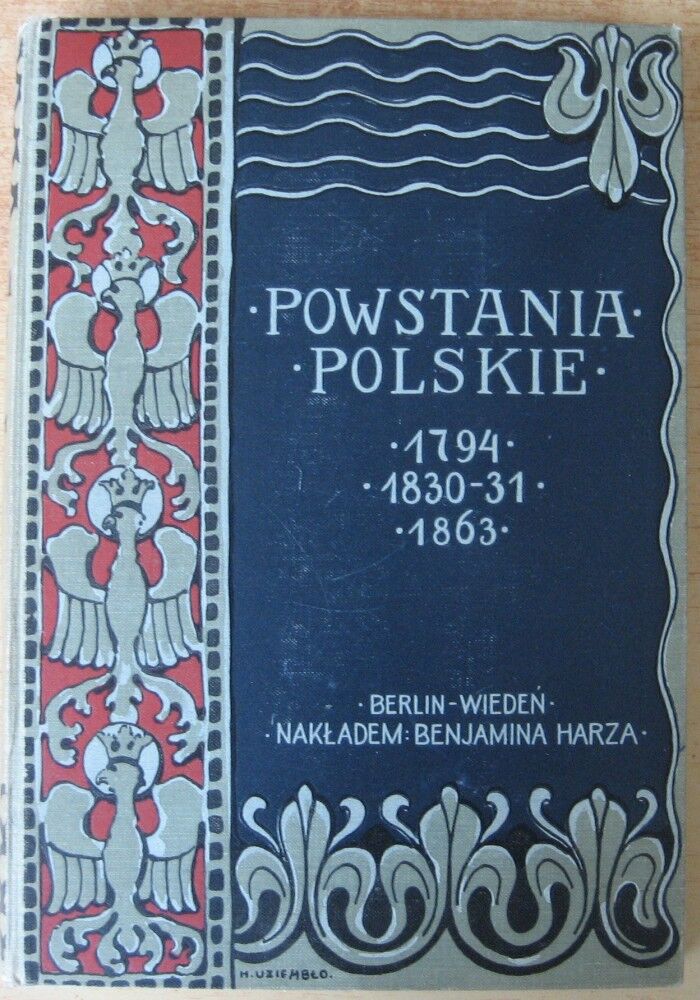 ·POWSTANIA·
·POLSKIE·
·1794·
·1830-31·
·1863·
·BERLIN-WIEDEŃ·
·NAKŁADEM: BENJAMINA HARZA·
H. UZIEMBŁO.